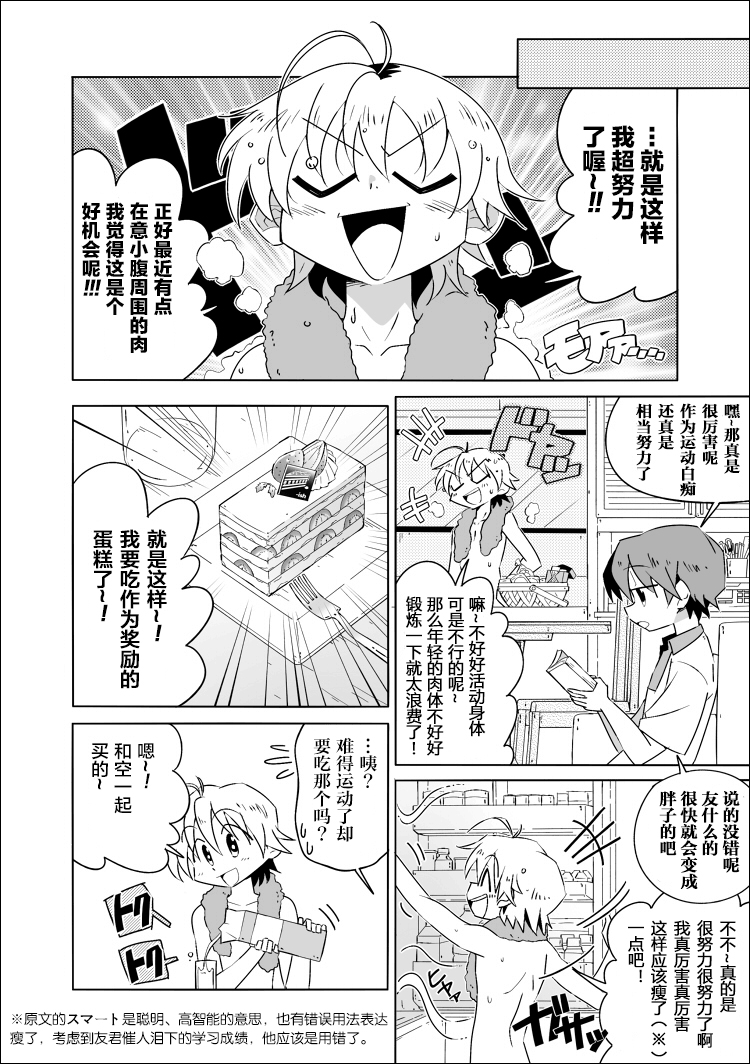 …就是这样
我超努力
了喔~!!
正好最近有点
在意小腹周围的肉
我觉得这是个
好机会呢!!!
モアァ…
嘿~那真是
很厉害呢
作为运动白痴
还真是
相当努力了
ドヤッ
嘛~不好好活动身体
可是不行的呢~
那么年轻的肉体不好好
锻炼一下就太浪费了!
就是这样~!
我要吃作为奖励的
蛋糕了~!
说的没错呢
友什么的
很快就会变成
胖子的吧
不不~真的是
很努力很努力了啊
我真厉害真厉害
这样应该瘦了(※)
一点吧!
…咦?
难得运动了却
要吃那个吗?
嗯~!
和空一起
买的~
トク
トク
※原文的スマート是聪明、高智能的意思，也有错误用法表达
瘦了，考虑到友君催人泪下的学习成绩，他应该是用错了。